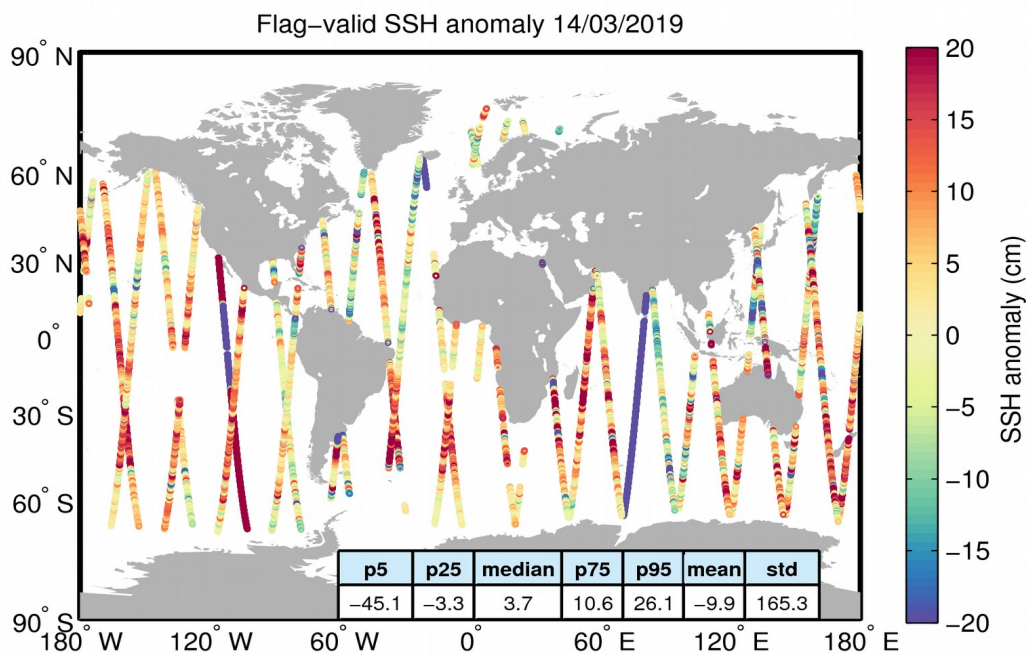 Flag−valid SSH anomaly 14/03/2019
90° N
60° N
30° N
0°
30° S
60° S
90° S
180° W
120° W
60° W
0°
60° E
120° E
180° E
p5 p25 median p75 p95 mean std
−45.1 −3.3 3.7 10.6 26.1 −9.9 165.3
20
15
10
5
0
−5
−10
−15
−20
SSH anomaly (cm)